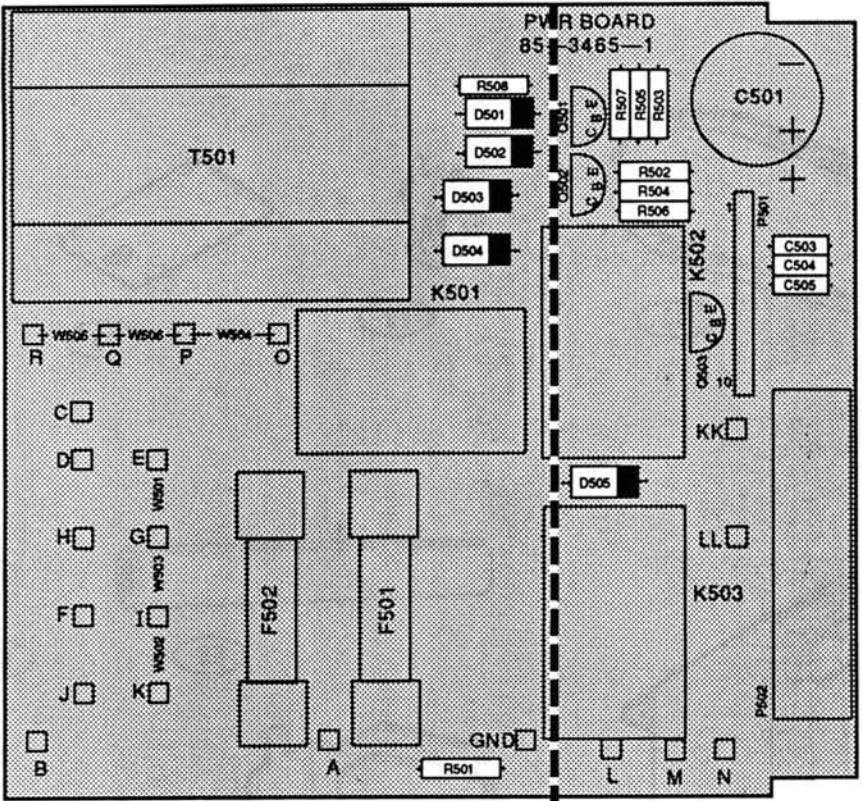 PWR BOARD
85—3465—1
R508
D501
D502
D503
D504
T501
Q501
C
B
E
Q502
C
B
E
R507
R505
R503
C501
—
+
+
R502
R504
R506
1
P501
K502
C503
C504
C505
K501
Q503
C
B
E
10
R
W505
Q
W506
P
W504
O
C
KK
D
E
W501
D505
H
G
W503
LL
F502
F501
K503
F
I
W502
J
K
P502
B
A
GND
R501
L
M
N